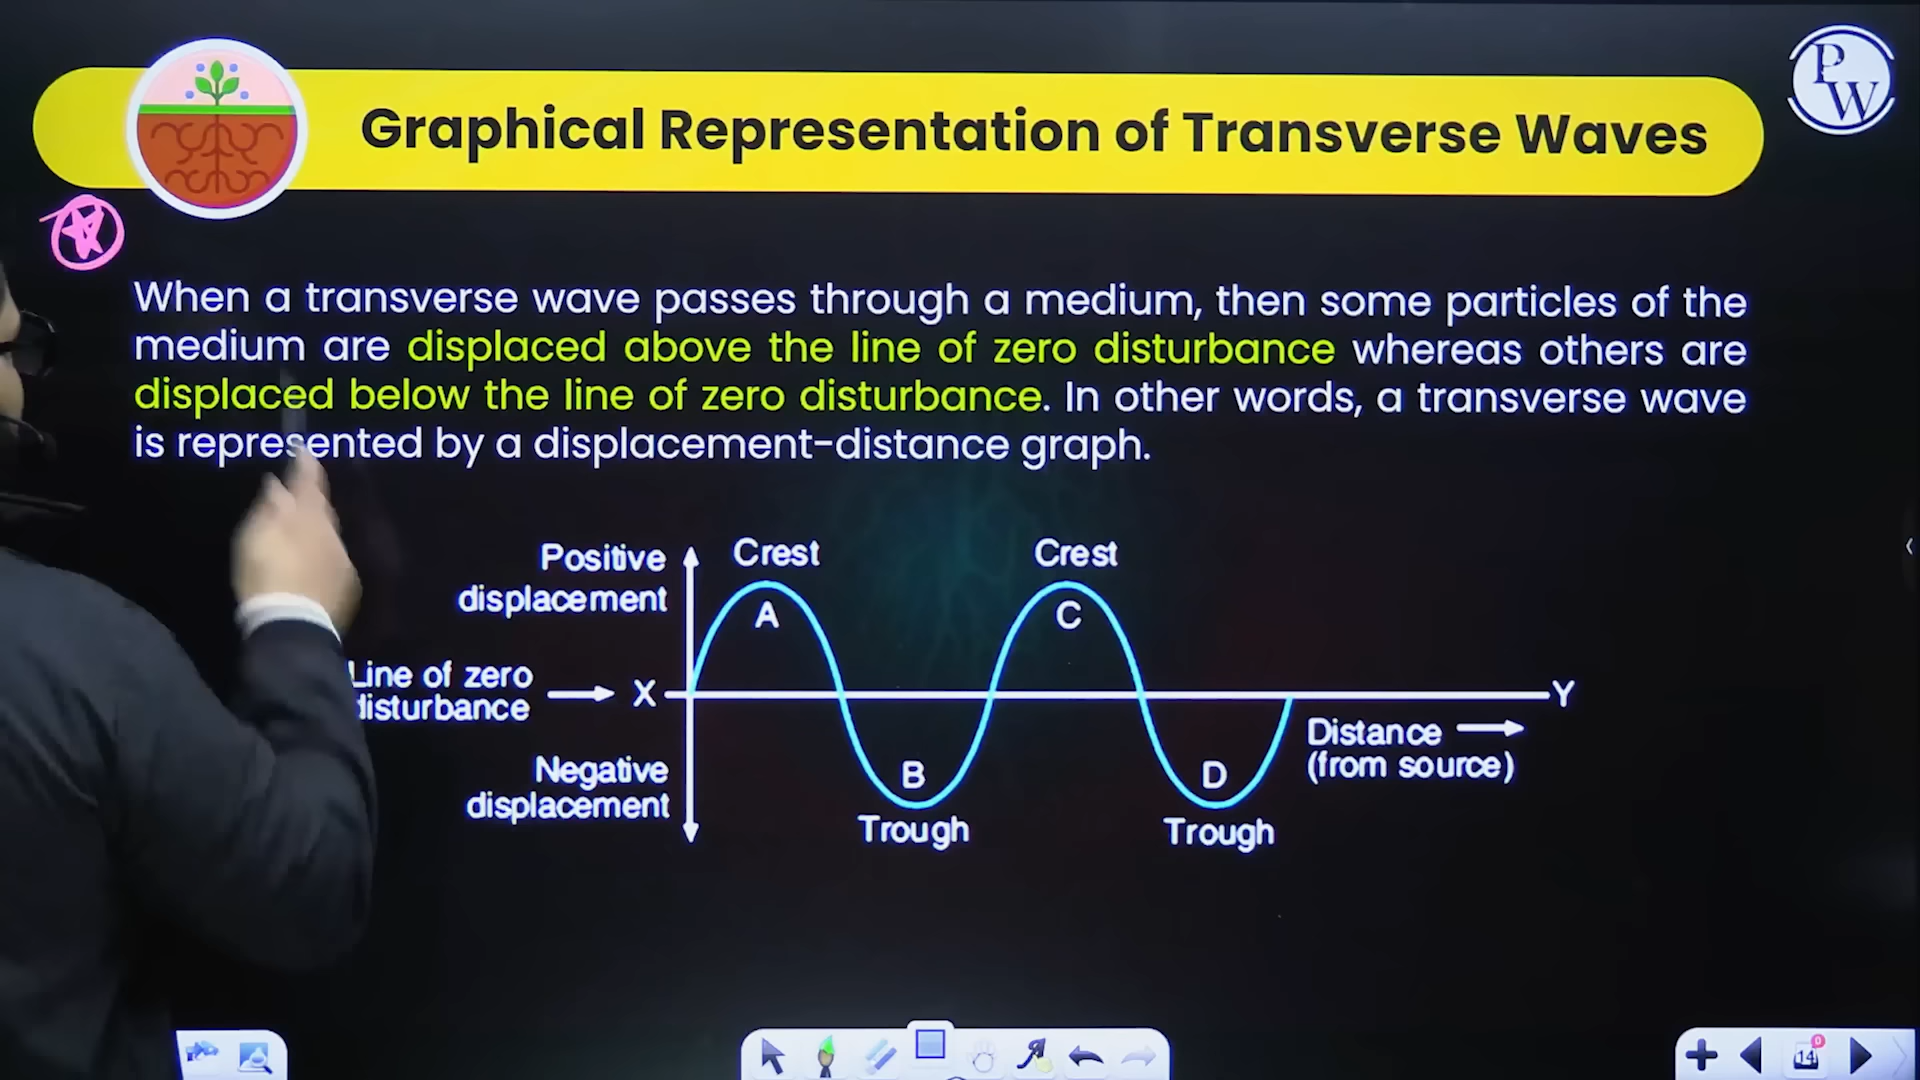 Graphical Representation of Transverse Waves
PW
When a transverse wave passes through a medium, then some particles of the
medium are displaced above the line of zero disturbance whereas others are
displaced below the line of zero disturbance. In other words, a transverse wave
is represented by a displacement-distance graph.
Positive
displacement
Crest
Crest
A
C
Line of zero
disturbance
X
Y
Distance
(from source)
Negative
displacement
B
D
Trough
Trough
14
0